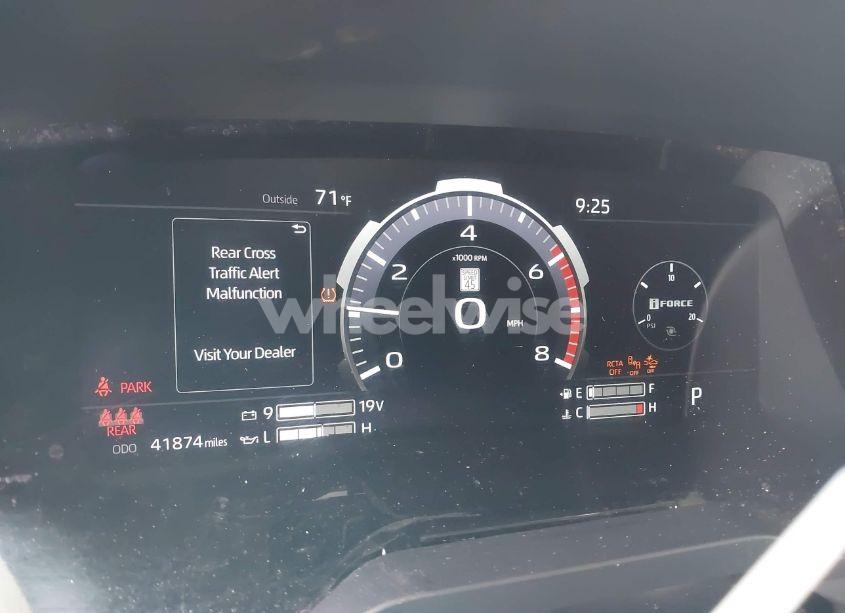 Outside 71°F
9:25
Rear Cross
Traffic Alert
Malfunction
Visit Your Dealer
0
2
4
6
8
x1000 RPM
SPEED
LIMIT
45
0 MPH
10
iFORCE
0 20
PSI
wheelwise
RCTA
OFF
OFF
OFF
PARK
REAR
ODO 41874 miles
9 19V
L H
E F
C H
P